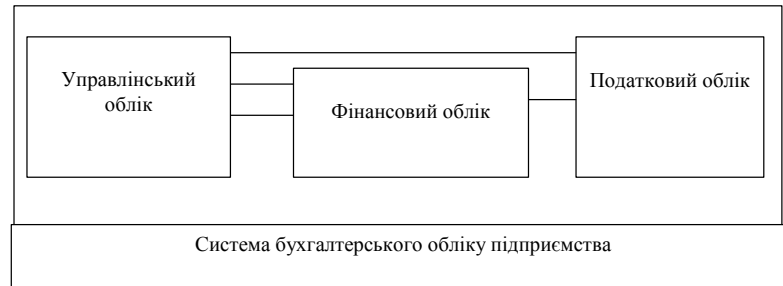 Управлінський
облік
Фінансовий облік
Податковий облік
Система бухгалтерського обліку підприємства